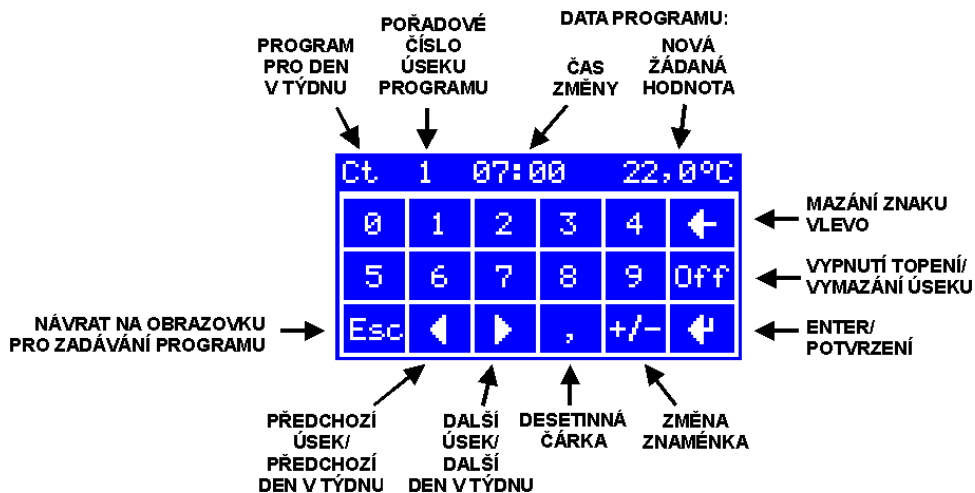 DATA PROGRAMU:
PROGRAM
PRO DEN
V TÝDNU
POŘADOVÉ
ČÍSLO
ÚSEKU
PROGRAMU
ČAS
ZMĚNY
NOVÁ
ŽÁDANÁ
HODNOTA
Ct 1 07:00 22,0°C
0 1 2 3 4 ←
5 6 7 8 9 Off
Esc ◀ ▶ , +/- ↵
MAZÁNÍ ZNAKU
VLEVO
VYPNUTÍ TOPENÍ/
VYMAZÁNÍ ÚSEKU
ENTER/
POTVRZENÍ
NÁVRAT NA OBRAZOVKU
PRO ZADÁVÁNÍ PROGRAMU
PŘEDCHOZÍ
ÚSEK/
PŘEDCHOZÍ
DEN V TÝDNU
DALŠÍ
ÚSEK/
DALŠÍ
DEN V TÝDNU
DESETINNÁ
ČÁRKA
ZMĚNA
ZNAMÉNKA